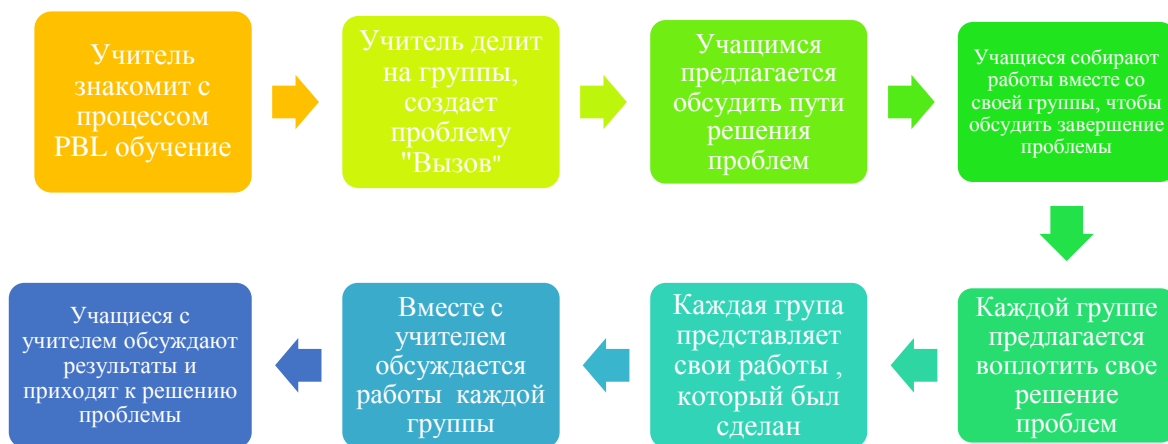 Учитель
знакомит с
процессом
PBL обучение
Учитель делит
на группы,
создает
проблему
"Вызов"
Учащимся
предлагается
обсудить пути
решения
проблем
Учащиеся собирают
работы вместе со
своей группы, чтобы
обсудить завершение
проблемы
Каждой группе
предлагается
воплотить свое
решение
проблем
Каждая група
представляет
свои работы ,
который был
сделан
Вместе с
учителем
обсуждается
работы каждой
группы
Учащиеся с
учителем обсуждают
результаты и
приходят к решению
проблемы